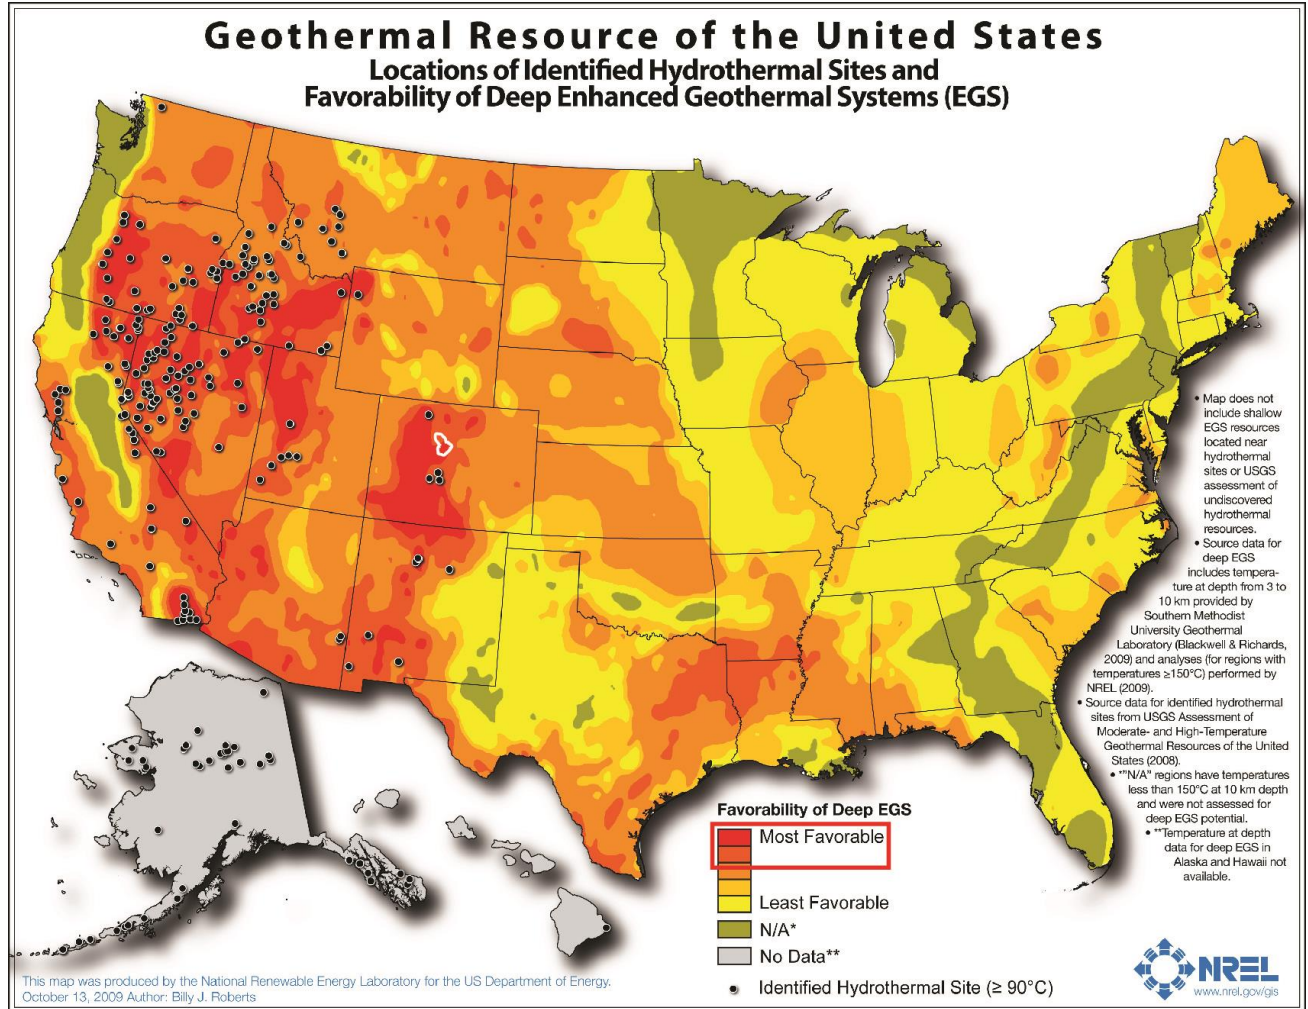 Geothermal Resource of the United States
Locations of Identified Hydrothermal Sites and
Favorability of Deep Enhanced Geothermal Systems (EGS)
• Map does not
include shallow
EGS resources
located near
hydrothermal
sites or USGS
assessment of
undiscovered
hydrothermal
resources.
• Source data for
deep EGS
includes tempera-
ture at depth from 3 to
10 km provided by
Southern Methodist
University Geothermal
Laboratory (Blackwell & Richards,
2009) and analyses (for regions with
temperatures ≥150°C) performed by
NREL (2009).
• Source data for identified hydrothermal
sites from USGS Assessment of
Moderate- and High-Temperature
Geothermal Resources of the United
States (2008).
• *"N/A" regions have temperatures
less than 150°C at 10 km depth
and were not assessed for
deep EGS potential.
• **Temperature at depth
data for deep EGS in
Alaska and Hawaii not
available.
Favorability of Deep EGS
Most Favorable
Least Favorable
N/A*
No Data**
Identified Hydrothermal Site (≥ 90°C)
This map was produced by the National Renewable Energy Laboratory for the US Department of Energy.
October 13, 2009 Author: Billy J. Roberts
NREL
www.nrel.gov/gis